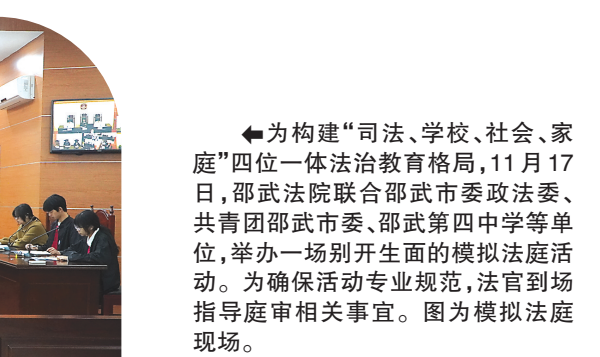 ⬅为构建“司法、学校、社会、家
庭”四位一体法治教育格局,11月17
日,邵武法院联合邵武市委政法委、
共青团邵武市委、邵武第四中学等单
位,举办一场别开生面的模拟法庭活
动。为确保活动专业规范,法官到场
指导庭审相关事宜。图为模拟法庭
现场。